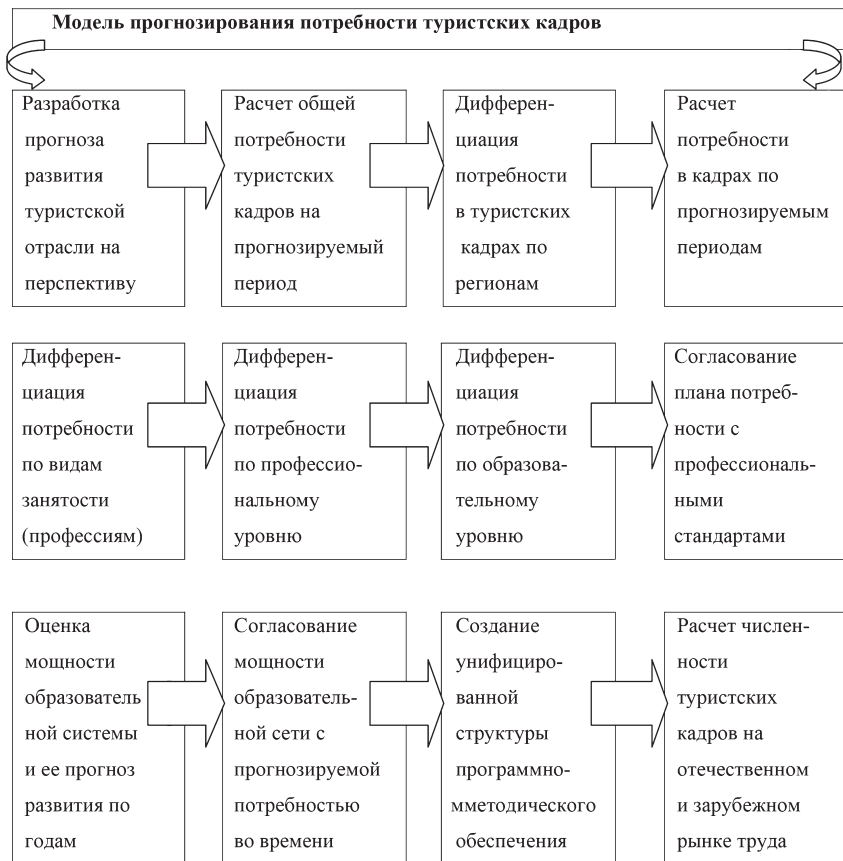 Модель прогнозирования потребности туристских кадров
Разработка
прогноза
развития
туристской
отрасли на
перспективу
Расчет общей
потребности
туристских
кадров на
прогнозируемый
период
Дифферен-
циация
потребности
в туристских
кадрах по
регионам
Расчет
потребности
в кадрах по
прогнозируемым
периодам
Дифферен-
циация
потребности
по видам
занятости
(профессиям)
Дифферен-
циация
потребности
по профессио-
нальному
уровню
Дифферен-
циация
потребности
по образова-
тельному
уровню
Согласование
плана потреб-
ности с
профессиональ-
ными
стандартами
Оценка
мощности
образователь
ной системы
и ее прогноз
развития по
годам
Согласование
мощности
образователь-
ной сети с
прогнозируемой
потребностью
во времени
Создание
унифициро-
ванной
структуры
программно-
мметодического
обеспечения
Расчет числен-
ности
туристских
кадров на
отечественном
и зарубежном
рынке труда